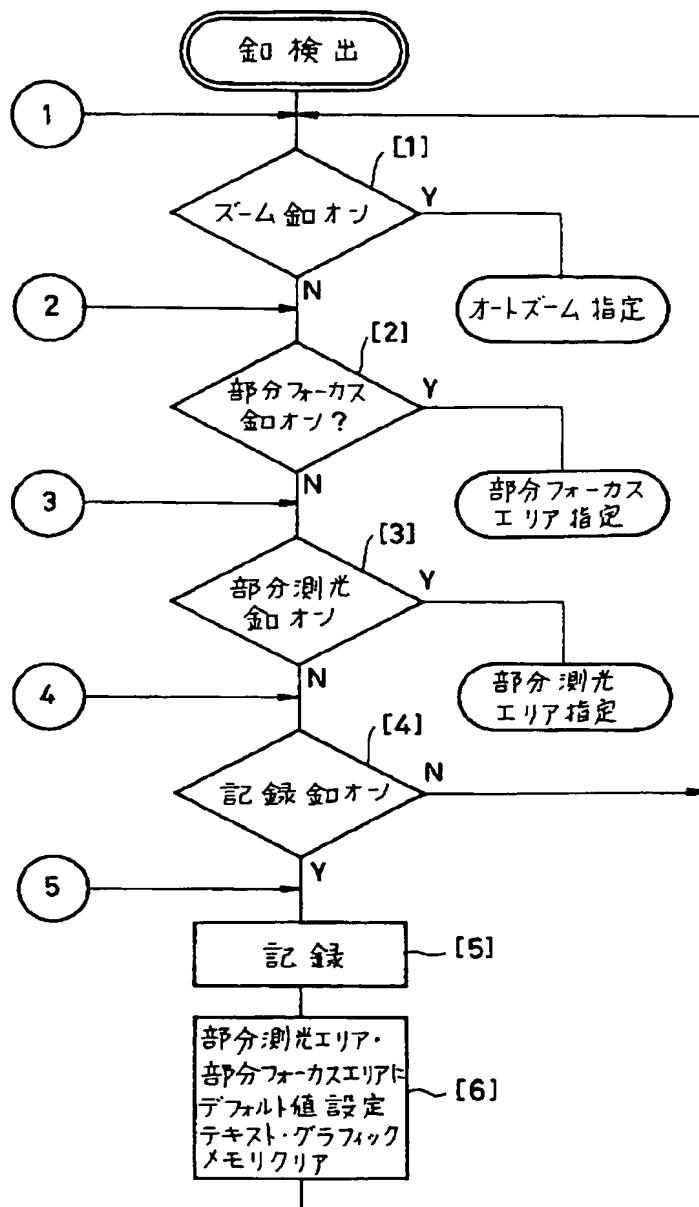 釦検出
1
[1]
ズーム釦オン
Y
N
オートズーム指定
2
[2]
部分フォーカス
釦オン?
Y
N
部分フォーカス
エリア指定
3
[3]
部分測光
釦オン
Y
N
部分測光
エリア指定
4
[4]
記録釦オン
N
Y
5
記録
[5]
部分測光エリア・
部分フォーカスエリアに
デフォルト値設定
テキスト・グラフィック
メモリクリア
[6]